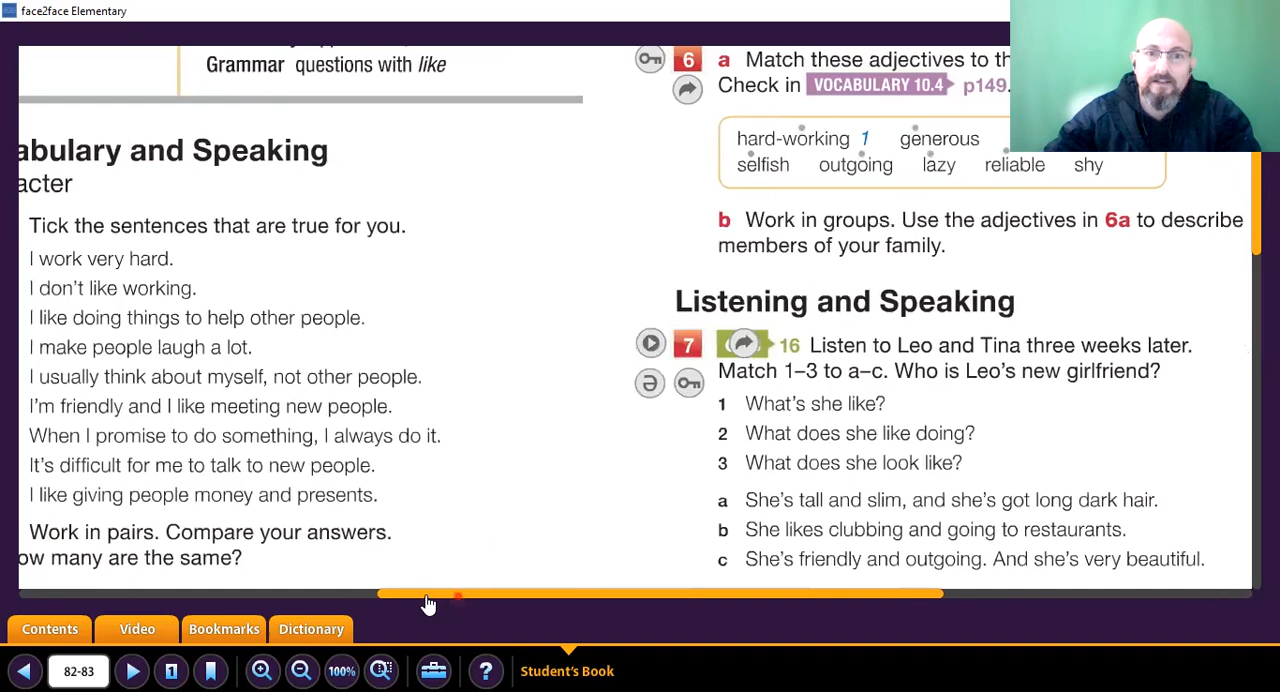 face2face Elementary
Grammar questions with like
abulary and Speaking
acter
Tick the sentences that are true for you.
I work very hard.
I don't like working.
I like doing things to help other people.
I make people laugh a lot.
I usually think about myself, not other people.
I'm friendly and I like meeting new people.
When I promise to do something, I always do it.
It's difficult for me to talk to new people.
I like giving people money and presents.
Work in pairs. Compare your answers.
ow many are the same?
6 a Match these adjectives to th
Check in VOCABULARY 10.4 p149.
hard-working 1 generous
selfish outgoing lazy reliable shy
b Work in groups. Use the adjectives in 6a to describe
members of your family.
Listening and Speaking
7 16 Listen to Leo and Tina three weeks later.
Match 1–3 to a–c. Who is Leo's new girlfriend?
1 What's she like?
2 What does she like doing?
3 What does she look like?
a She's tall and slim, and she's got long dark hair.
b She likes clubbing and going to restaurants.
c She's friendly and outgoing. And she's very beautiful.
Contents Video Bookmarks Dictionary
82-83 1 100% ? Student's Book